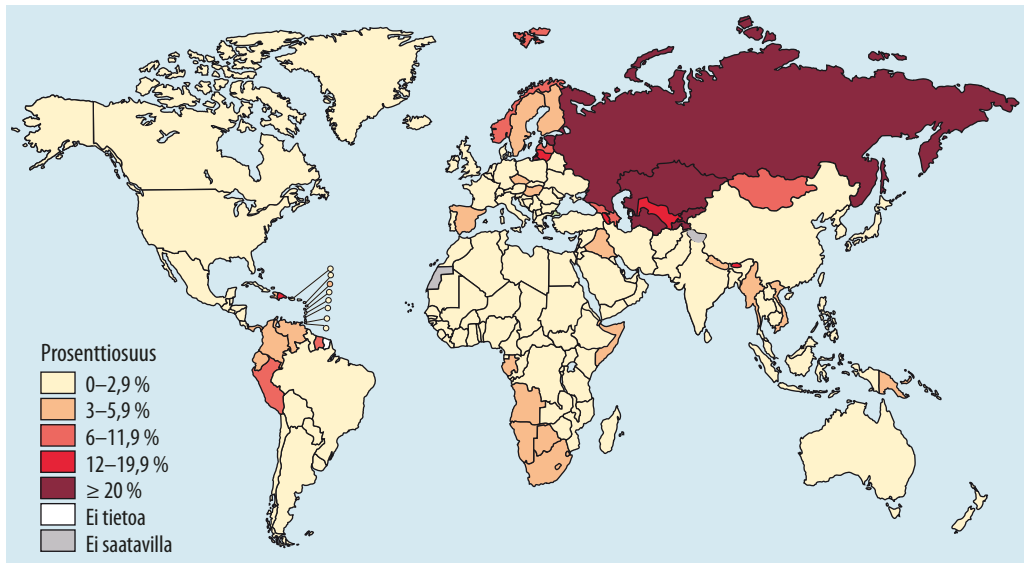 Prosenttiosuus
0–2,9 %
3–5,9 %
6–11,9 %
12–19,9 %
≥ 20 %
Ei tietoa
Ei saatavilla